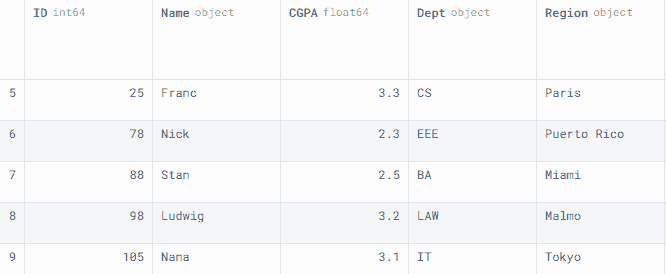 ID int64 Name object CGPA float64 Dept object Region object
5 25 Franc 3.3 CS Paris
6 78 Nick 2.3 EEE Puerto Rico
7 88 Stan 2.5 BA Miami
8 98 Ludwig 3.2 LAW Malmo
9 105 Nana 3.1 IT Tokyo